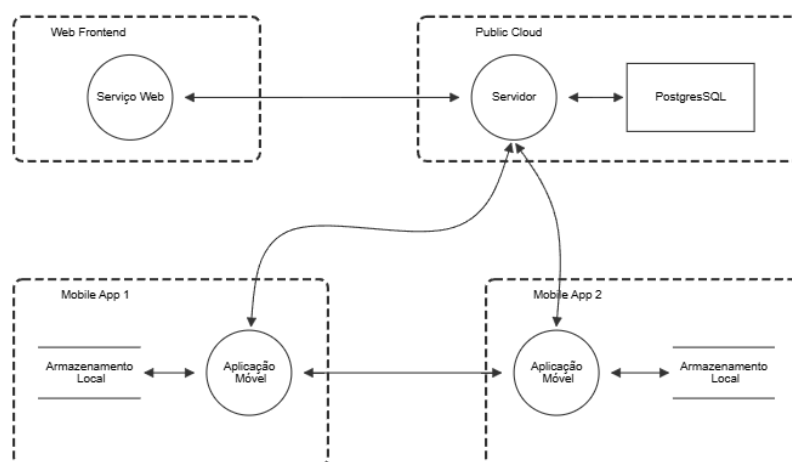 Web Frontend
Public Cloud
Serviço Web
Servidor
PostgresSQL
Mobile App 1
Mobile App 2
Armazenamento
Local
Aplicação
Móvel
Aplicação
Móvel
Armazenamento
Local